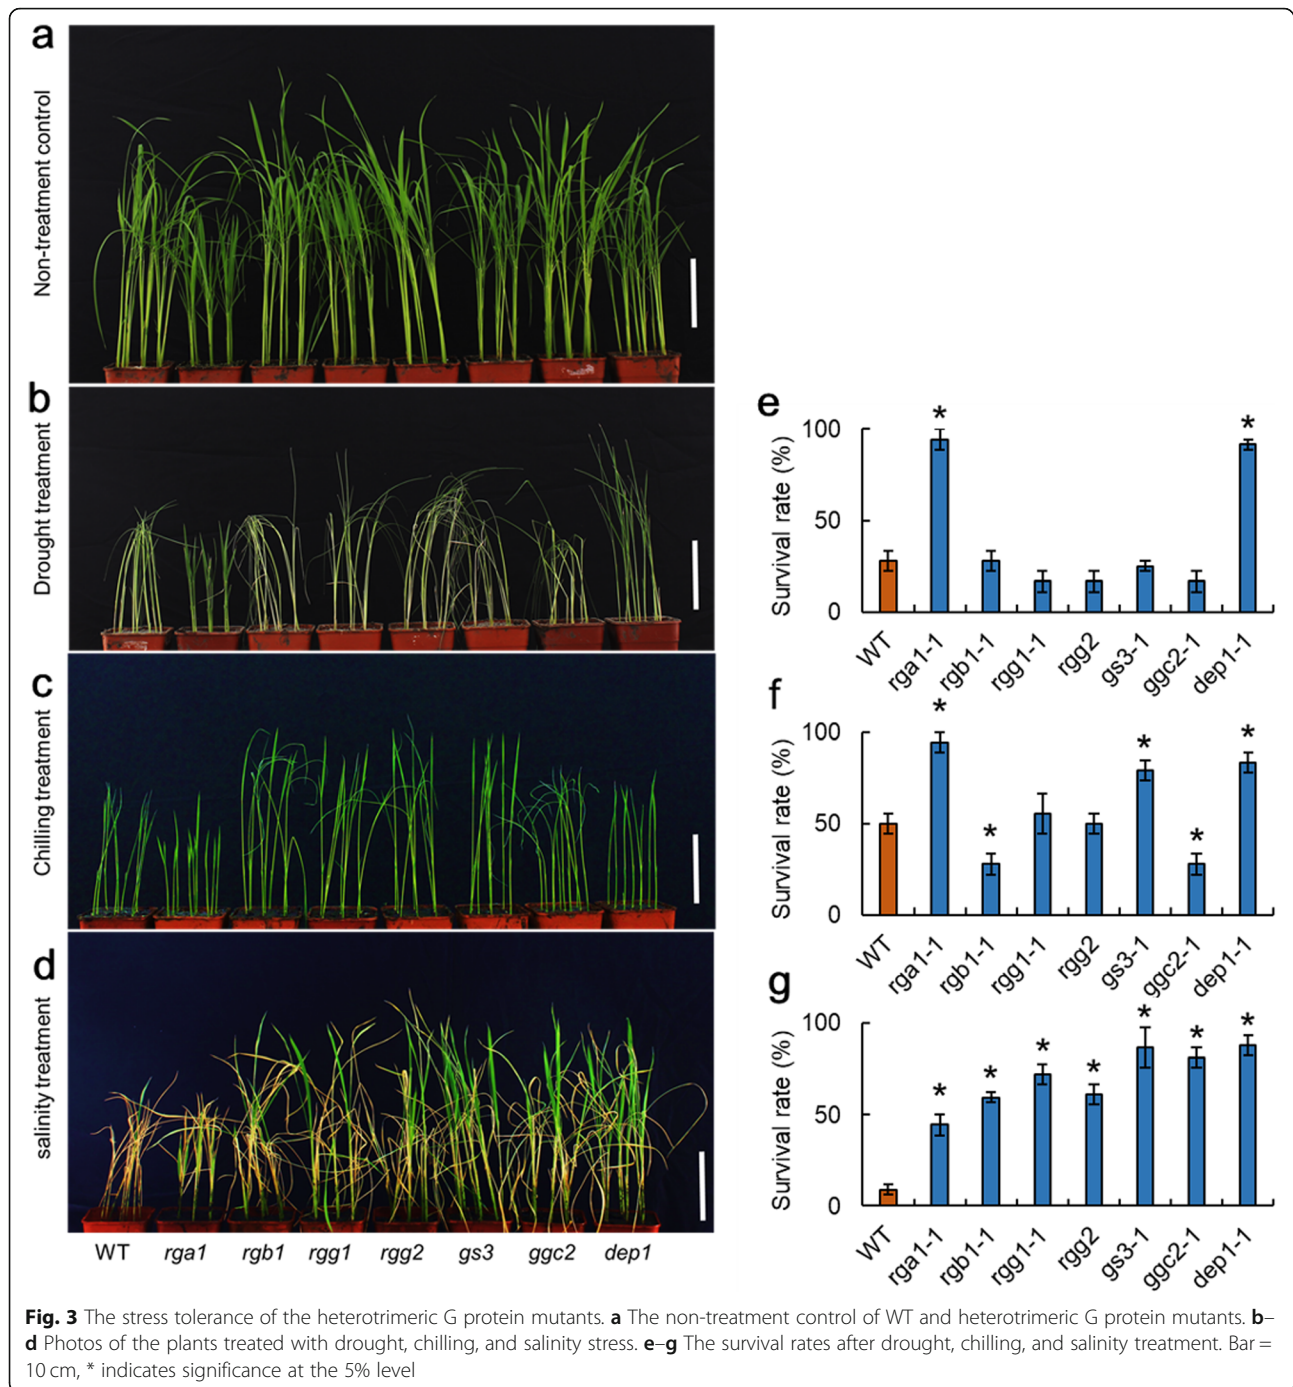 a
Non-treatment control
b
Drought treatment
c
Chilling treatment
d
salinity treatment
WT rga1 rgb1 rgg1 rgg2 gs3 ggc2 dep1
e
Survival rate (%)
100
50
0
* *
WT rga1-1 rgb1-1 rgg1-1 rgg2 gs3-1 ggc2-1 dep1-1
f
Survival rate (%)
100
50
0
* * * * *
WT rga1-1 rgb1-1 rgg1-1 rgg2 gs3-1 ggc2-1 dep1-1
g
Survival rate (%)
100
50
0
* * * * * * *
WT rga1-1 rgb1-1 rgg1-1 rgg2 gs3-1 ggc2-1 dep1-1
Fig. 3 The stress tolerance of the heterotrimeric G protein mutants. a The non-treatment control of WT and heterotrimeric G protein mutants. b–
d Photos of the plants treated with drought, chilling, and salinity stress. e–g The survival rates after drought, chilling, and salinity treatment. Bar =
10 cm, * indicates significance at the 5% level